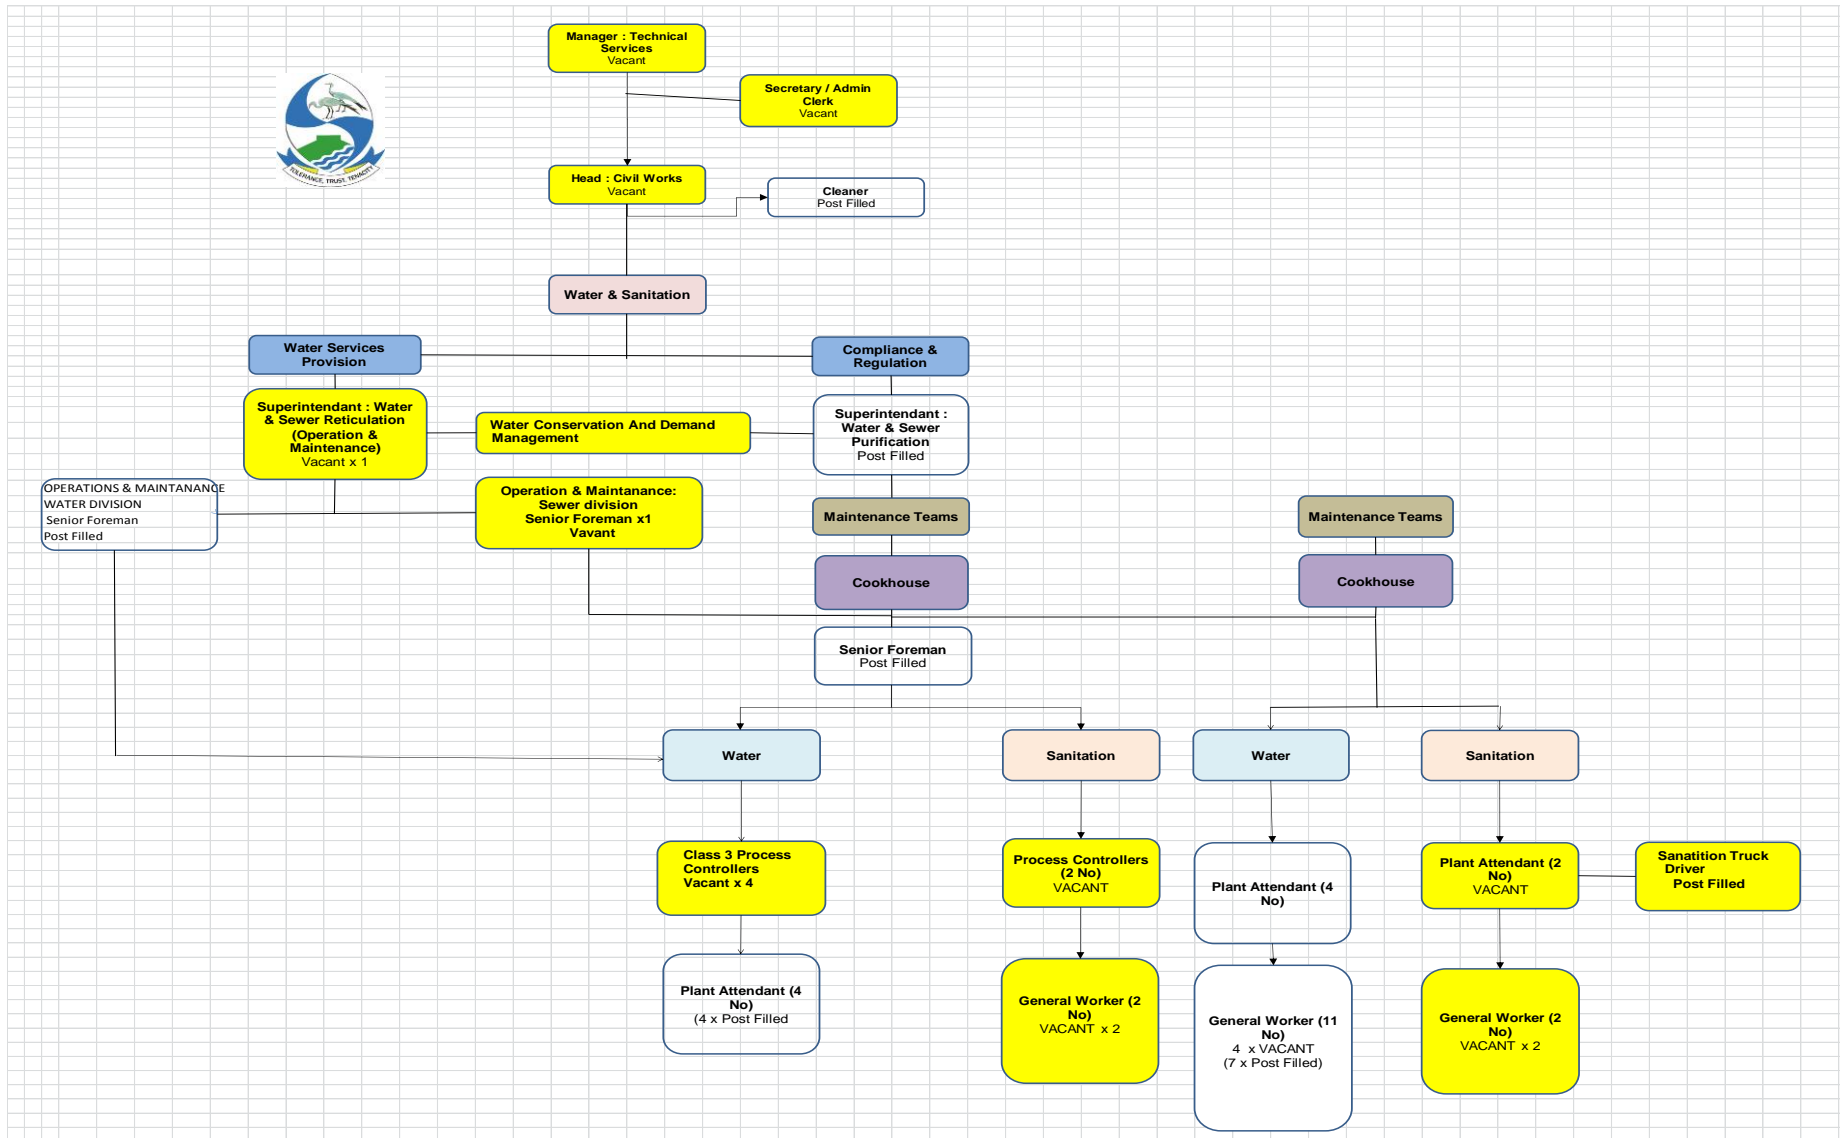 Manager : Technical
Services
Vacant
Secretary / Admin
Clerk
Vacant
TOLERANCE, TRUST, TENACITY
Head : Civil Works
Vacant
Cleaner
Post Filled
Water & Sanitation
Water Services
Provision
Compliance &
Regulation
Superintendant : Water
& Sewer Reticulation
(Operation &
Maintenance)
Vacant x 1
Water Conservation And Demand
Management
Superintendant :
Water & Sewer
Purification
Post Filled
OPERATIONS & MAINTANANCE
WATER DIVISION
Senior Foreman
Post Filled
Operation & Maintanance:
Sewer division
Senior Foreman x1
Vavant
Maintenance Teams
Maintenance Teams
Cookhouse
Cookhouse
Senior Foreman
Post Filled
Water
Sanitation
Water
Sanitation
Class 3 Process
Controllers
Vacant x 4
Process Controllers
(2 No)
VACANT
Plant Attendant (4
No)
Plant Attendant (2
No)
VACANT
Sanatition Truck
Driver
Post Filled
Plant Attendant (4
No)
(4 x Post Filled
General Worker (2
No)
VACANT x 2
General Worker (11
No)
4 x VACANT
(7 x Post Filled)
General Worker (2
No)
VACANT x 2